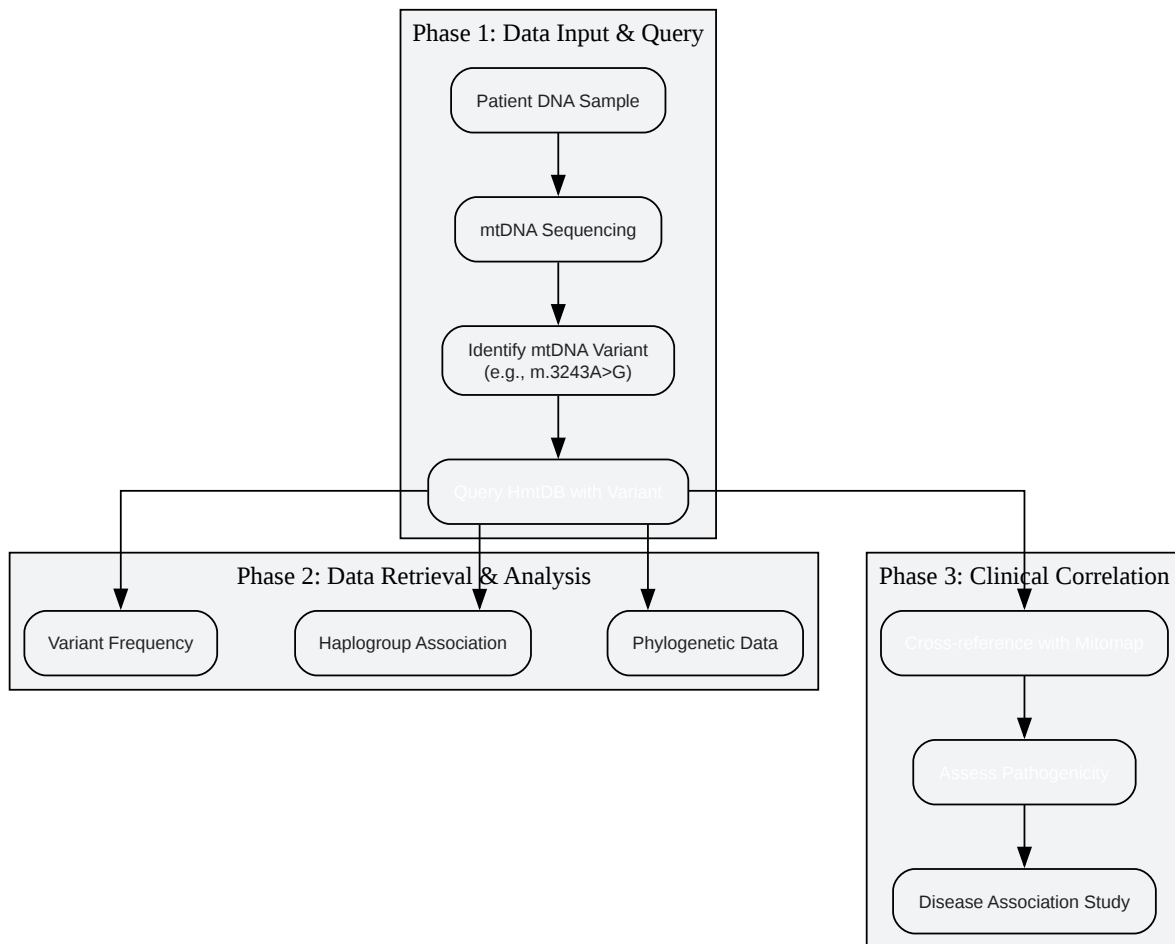 Phase 1: Data Input & Query
Patient DNA Sample
mtDNA Sequencing
Identify mtDNA Variant
(e.g., m.3243A>G)
Query HmtDB with Variant
Phase 2: Data Retrieval & Analysis
Variant Frequency
Haplogroup Association
Phylogenetic Data
Phase 3: Clinical Correlation
Cross-reference with Mitomap
Assess Pathogenicity
Disease Association Study